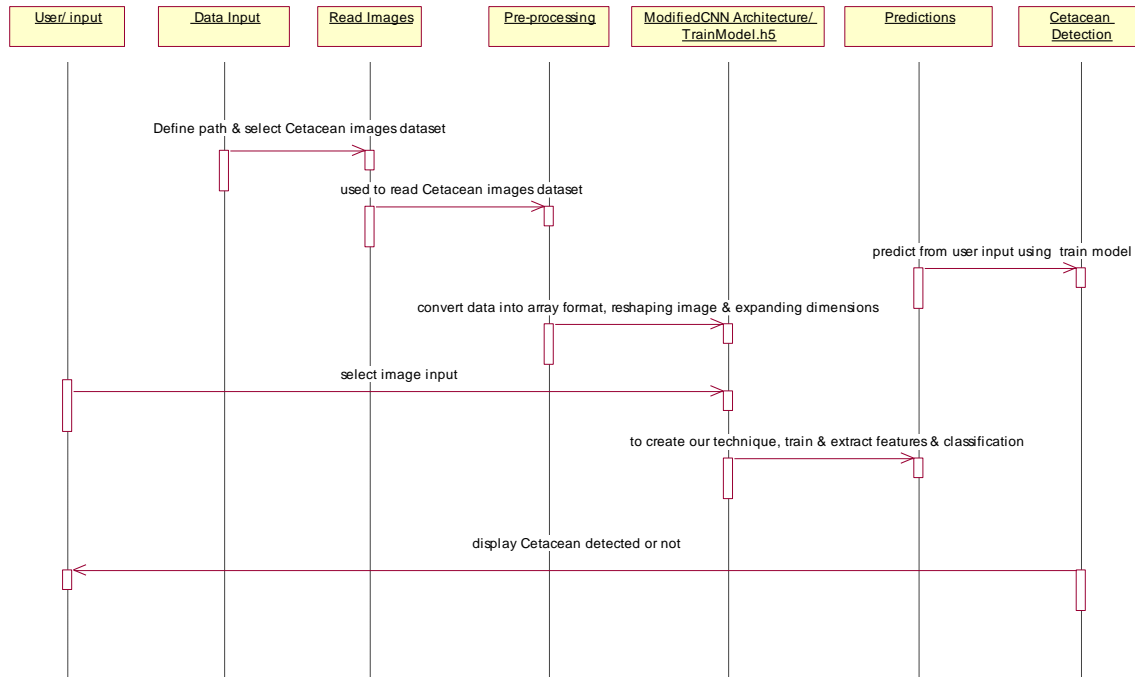 User/ input
Data Input
Read Images
Pre-processing
ModifiedCNN Architecture/
TrainModel.h5
Predictions
Cetacean
Detection
Define path & select Cetacean images dataset
used to read Cetacean images dataset
predict from user input using train model
convert data into array format, reshaping image & expanding dimensions
select image input
to create our technique, train & extract features & classification
display Cetacean detected or not